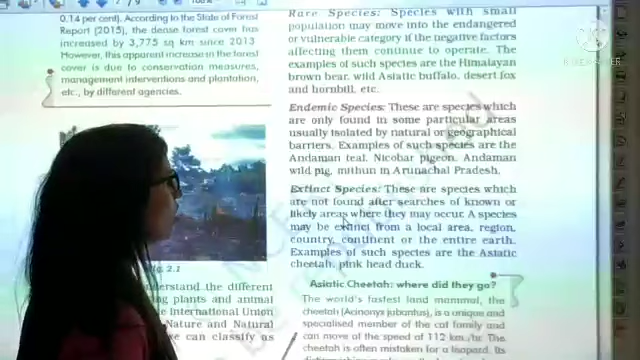 0.14 per cent). According to the State of Forest
Report (2015), the dense forest cover has
increased by 3,775 sq km since 2013.
However, this apparent increase in the forest
cover is due to conservation measures,
management interventions and plantation,
etc., by different agencies.
Fig. 2.1
understand the different
plants and animal
International Union
Nature and Natural
can classify as
Rare Species: Species with small
population may move into the endangered
or vulnerable category if the negative factors
affecting them continue to operate. The
examples of such species are the Himalayan
brown bear, wild Asiatic buffalo, desert fox
and hornbill, etc.
Endemic Species: These are species which
are only found in some particular areas
usually isolated by natural or geographical
barriers. Examples of such species are the
Andaman teal, Nicobar pigeon, Andaman
wild pig, mithun in Arunachal Pradesh.
Extinct Species: These are species which
are not found after searches of known or
likely areas where they may occur. A species
may be extinct from a local area, region,
country, continent or the entire earth.
Examples of such species are the Asiatic
cheetah, pink head duck.
Asiatic Cheetah: where did they go?
The world's fastest land mammal, the
cheetah (Acinonyx jubantus), is a unique and
specialised member of the cat family and
can move at the speed of 112 km./hr. The
cheetah is often mistaken for a leopard. Its